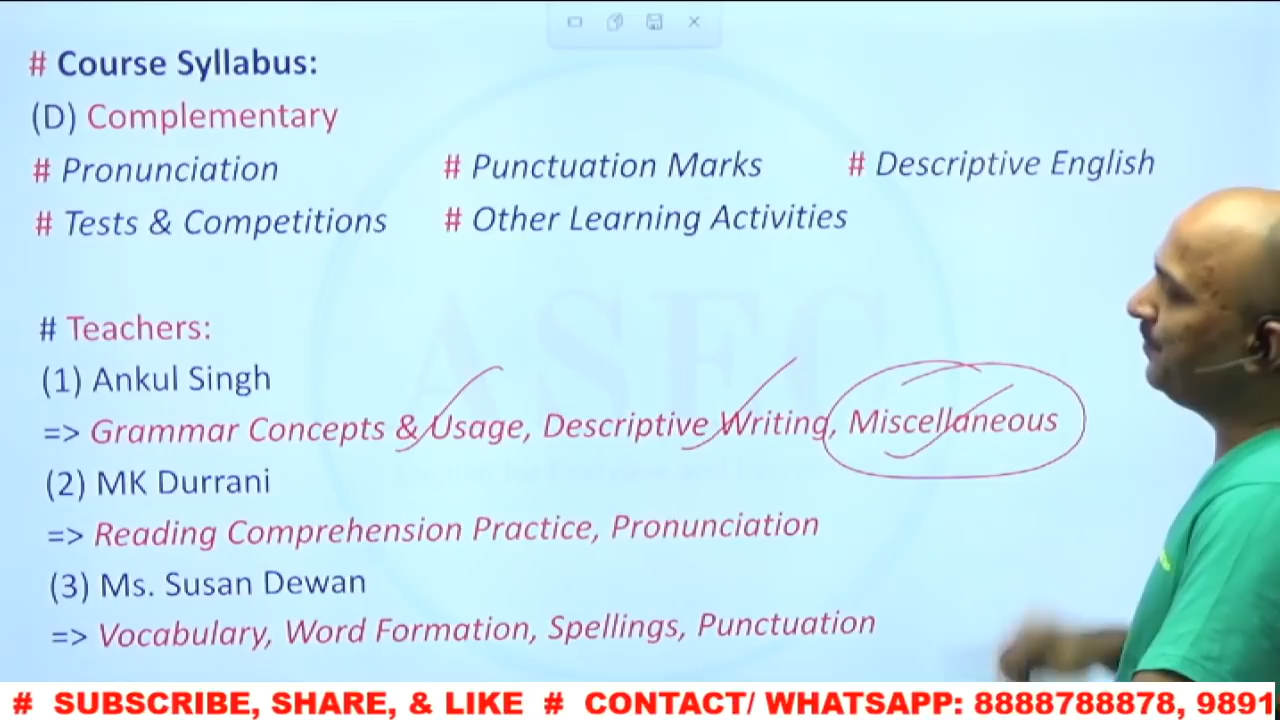 # Course Syllabus:
(D) Complementary
# Pronunciation # Punctuation Marks # Descriptive English
# Tests & Competitions # Other Learning Activities
# Teachers:
(1) Ankul Singh
=> Grammar Concepts & Usage, Descriptive Writing, Miscellaneous
(2) MK Durrani
=> Reading Comprehension Practice, Pronunciation
(3) Ms. Susan Dewan
=> Vocabulary, Word Formation, Spellings, Punctuation
ASEC
# SUBSCRIBE, SHARE, & LIKE # CONTACT/ WHATSAPP: 8888788878, 9891